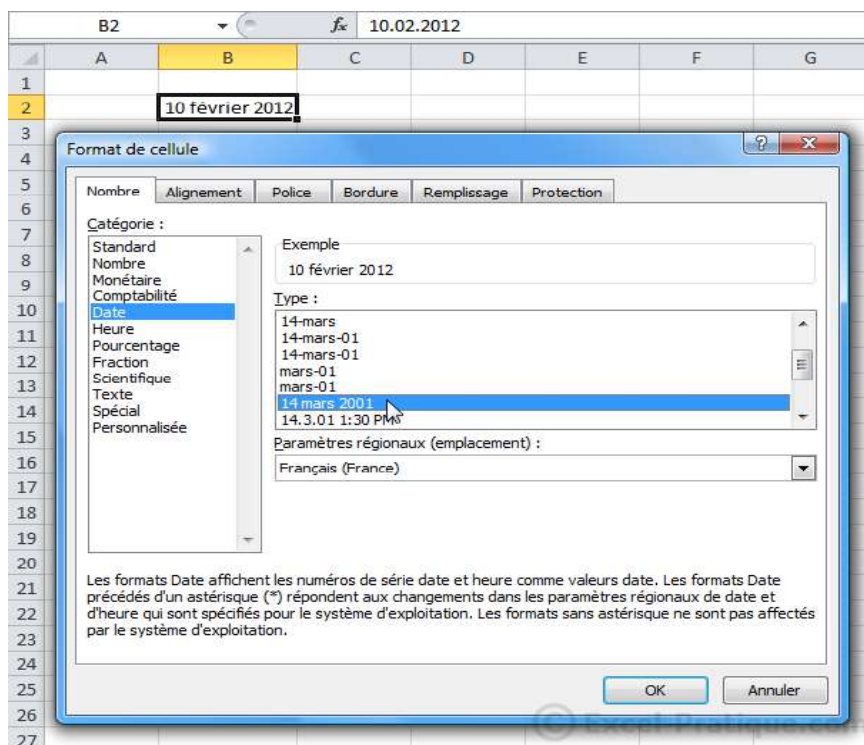 B2 fx 10.02.2012
A B C D E F G
1
2 10 février 2012
3
4
5
6
7
8
9
10
11
12
13
14
15
16
17
18
19
20
21
22
23
24
25
26
27
Format de cellule
Nombre Alignement Police Bordure Remplissage Protection
Catégorie :
Standard
Nombre
Monétaire
Comptabilité
Date
Heure
Pourcentage
Fraction
Scientifique
Texte
Spécial
Personnalisée
Exemple
10 février 2012
Type :
14-mars
14-mars-01
14-mars-01
mars-01
mars-01
14 mars 2001
14.3.01 1:30 PM
Paramètres régionaux (emplacement) :
Français (France)
Les formats Date affichent les numéros de série date et heure comme valeurs date. Les formats Date
précédés d'un astérisque (*) répondent aux changements dans les paramètres régionaux de date et
d'heure qui sont spécifiés pour le système d'exploitation. Les formats sans astérisque ne sont pas affectés
par le système d'exploitation.
OK Annuler
© Excel-Pratique.com